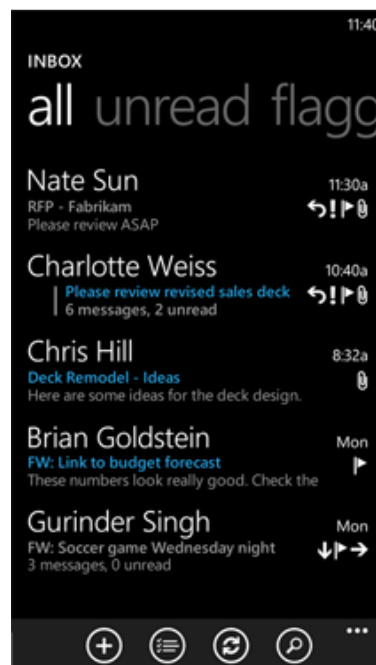 11:40
INBOX
all unread flagg
Nate Sun 11:30a
RFP - Fabrikam
Please review ASAP
Charlotte Weiss 10:40a
Please review revised sales deck
6 messages, 2 unread
Chris Hill 8:32a
Deck Remodel - Ideas
Here are some ideas for the deck design.
Brian Goldstein Mon
FW: Link to budget forecast
These numbers look really good. Check the
Gurinder Singh Mon
FW: Soccer game Wednesday night
3 messages, 0 unread